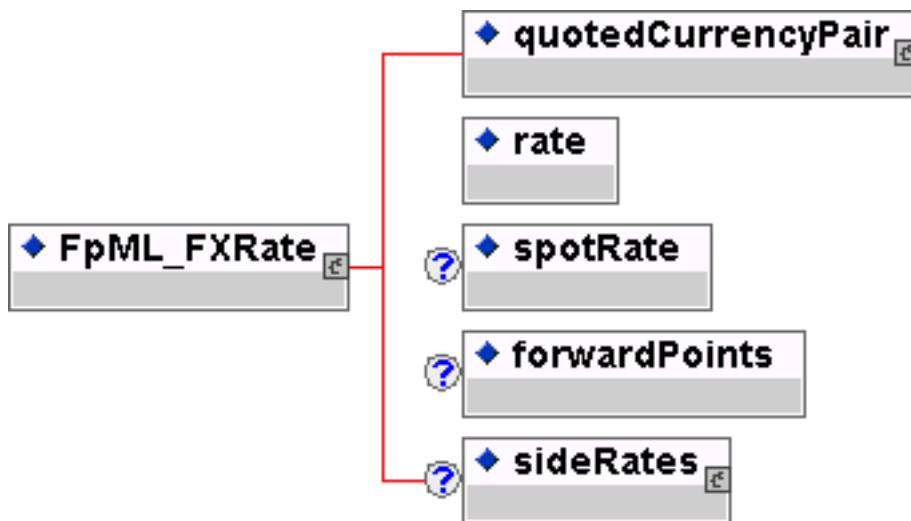 quotedCurrencyPair
rate
FpML_FXRate
? spotRate
? forwardPoints
? sideRates